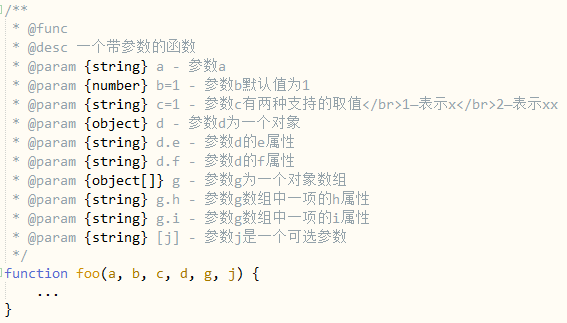 /**
 * @func
 * @desc 一个带参数的函数
 * @param {string} a - 参数a
 * @param {number} b=1 - 参数b默认值为1
 * @param {string} c=1 - 参数c有两种支持的取值</br>1—表示x</br>2—表示xx
 * @param {object} d - 参数d为一个对象
 * @param {string} d.e - 参数d的e属性
 * @param {string} d.f - 参数d的f属性
 * @param {object[]} g - 参数g为一个对象数组
 * @param {string} g.h - 参数g数组中一项的h属性
 * @param {string} g.i - 参数g数组中一项的i属性
 * @param {string} [j] - 参数j是一个可选参数
 */
function foo(a, b, c, d, g, j) {
    ...
}